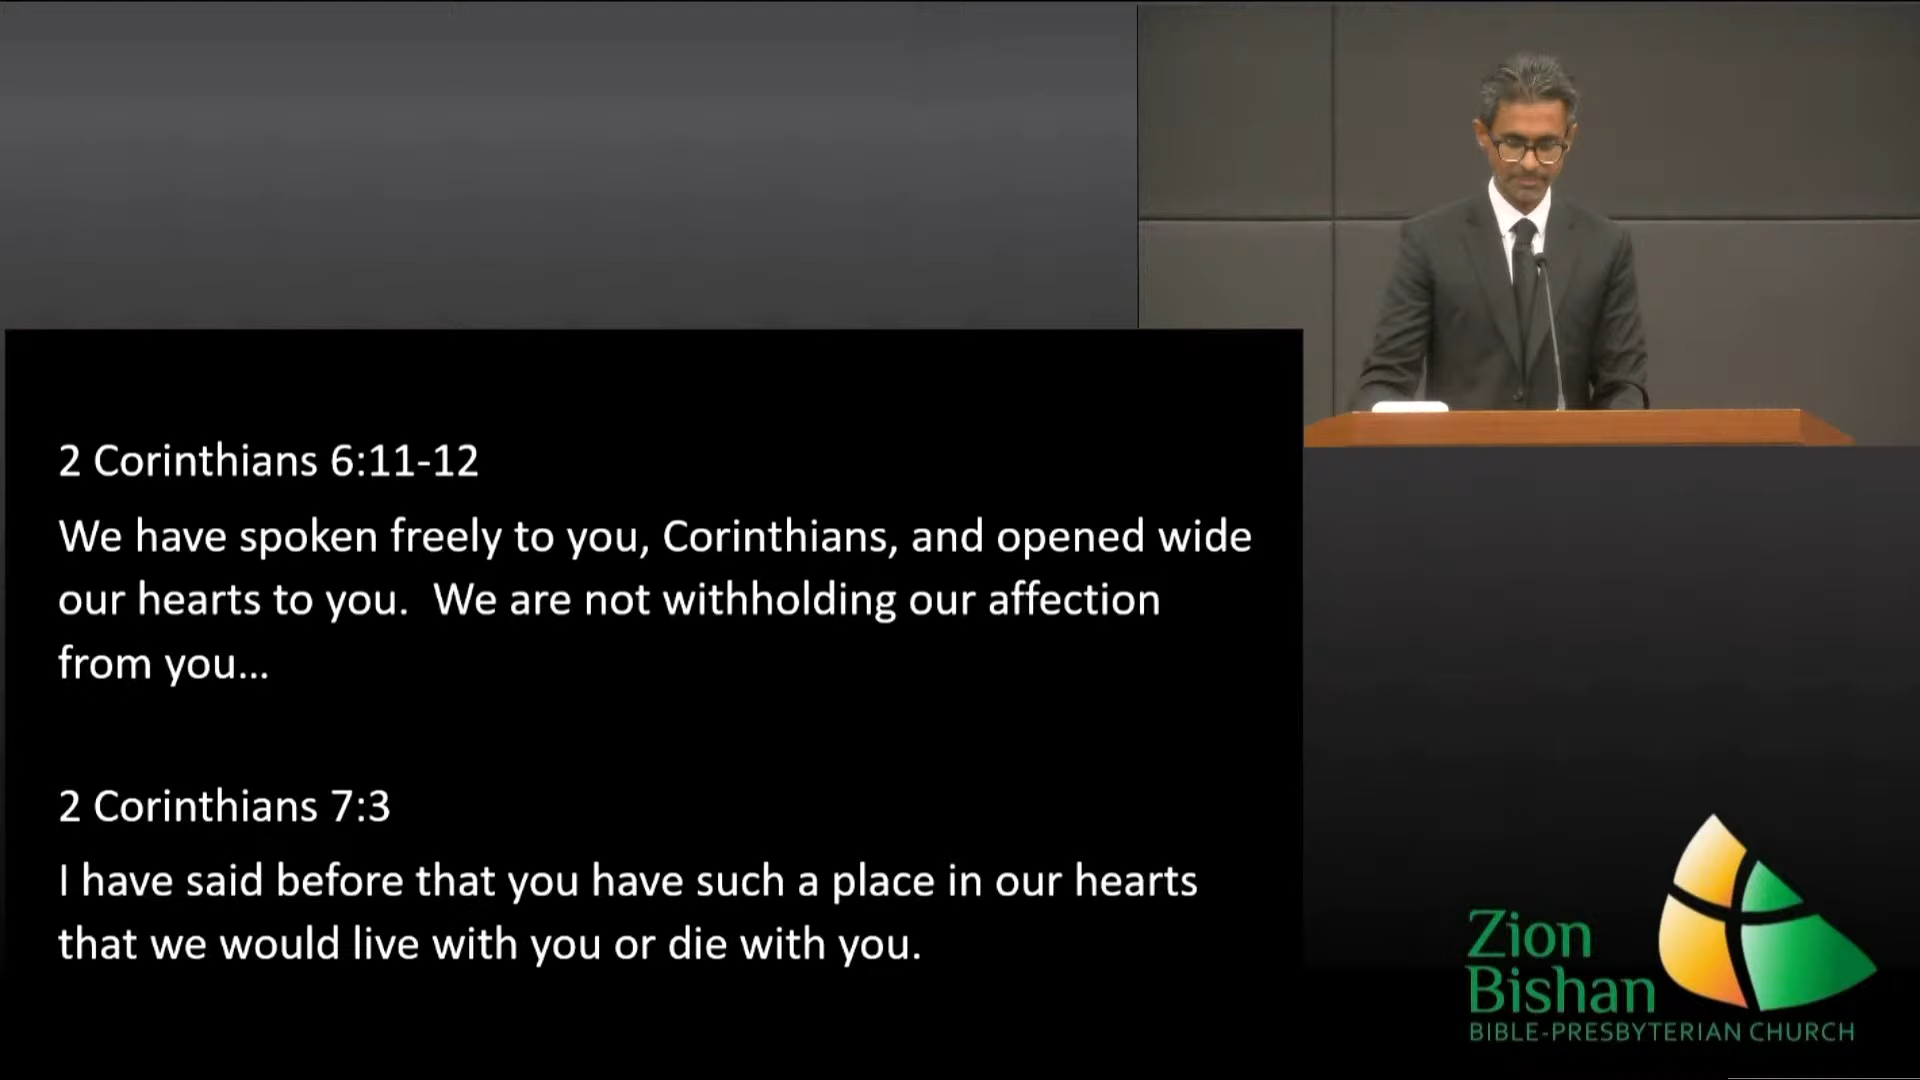 2 Corinthians 6:11-12
We have spoken freely to you, Corinthians, and opened wide
our hearts to you.  We are not withholding our affection
from you...
2 Corinthians 7:3
I have said before that you have such a place in our hearts
that we would live with you or die with you.
Zion
Bishan
BIBLE-PRESBYTERIAN CHURCH